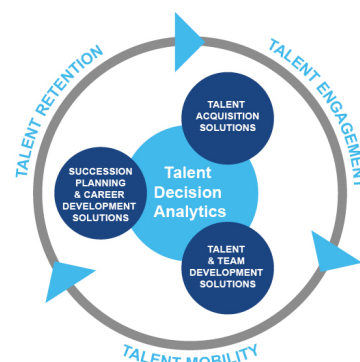 TALENT RETENTION
TALENT ENGAGEMENT
TALENT
ACQUISITION
SOLUTIONS
SUCCESSION
PLANNING
& CAREER
DEVELOPMENT
SOLUTIONS
Talent
Decision
Analytics
TALENT
& TEAM
DEVELOPMENT
SOLUTIONS
TALENT MOBILITY